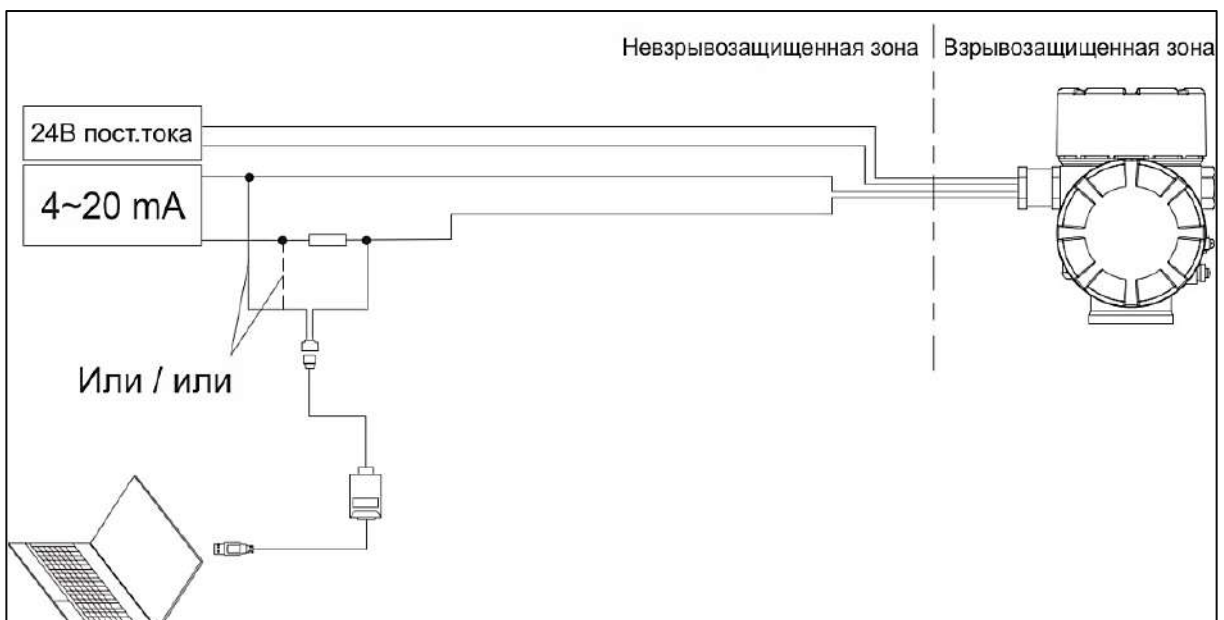 Невзрывозащищенная зона
Взрывозащищенная зона
24В пост.тока
4~20 mA
Или / или